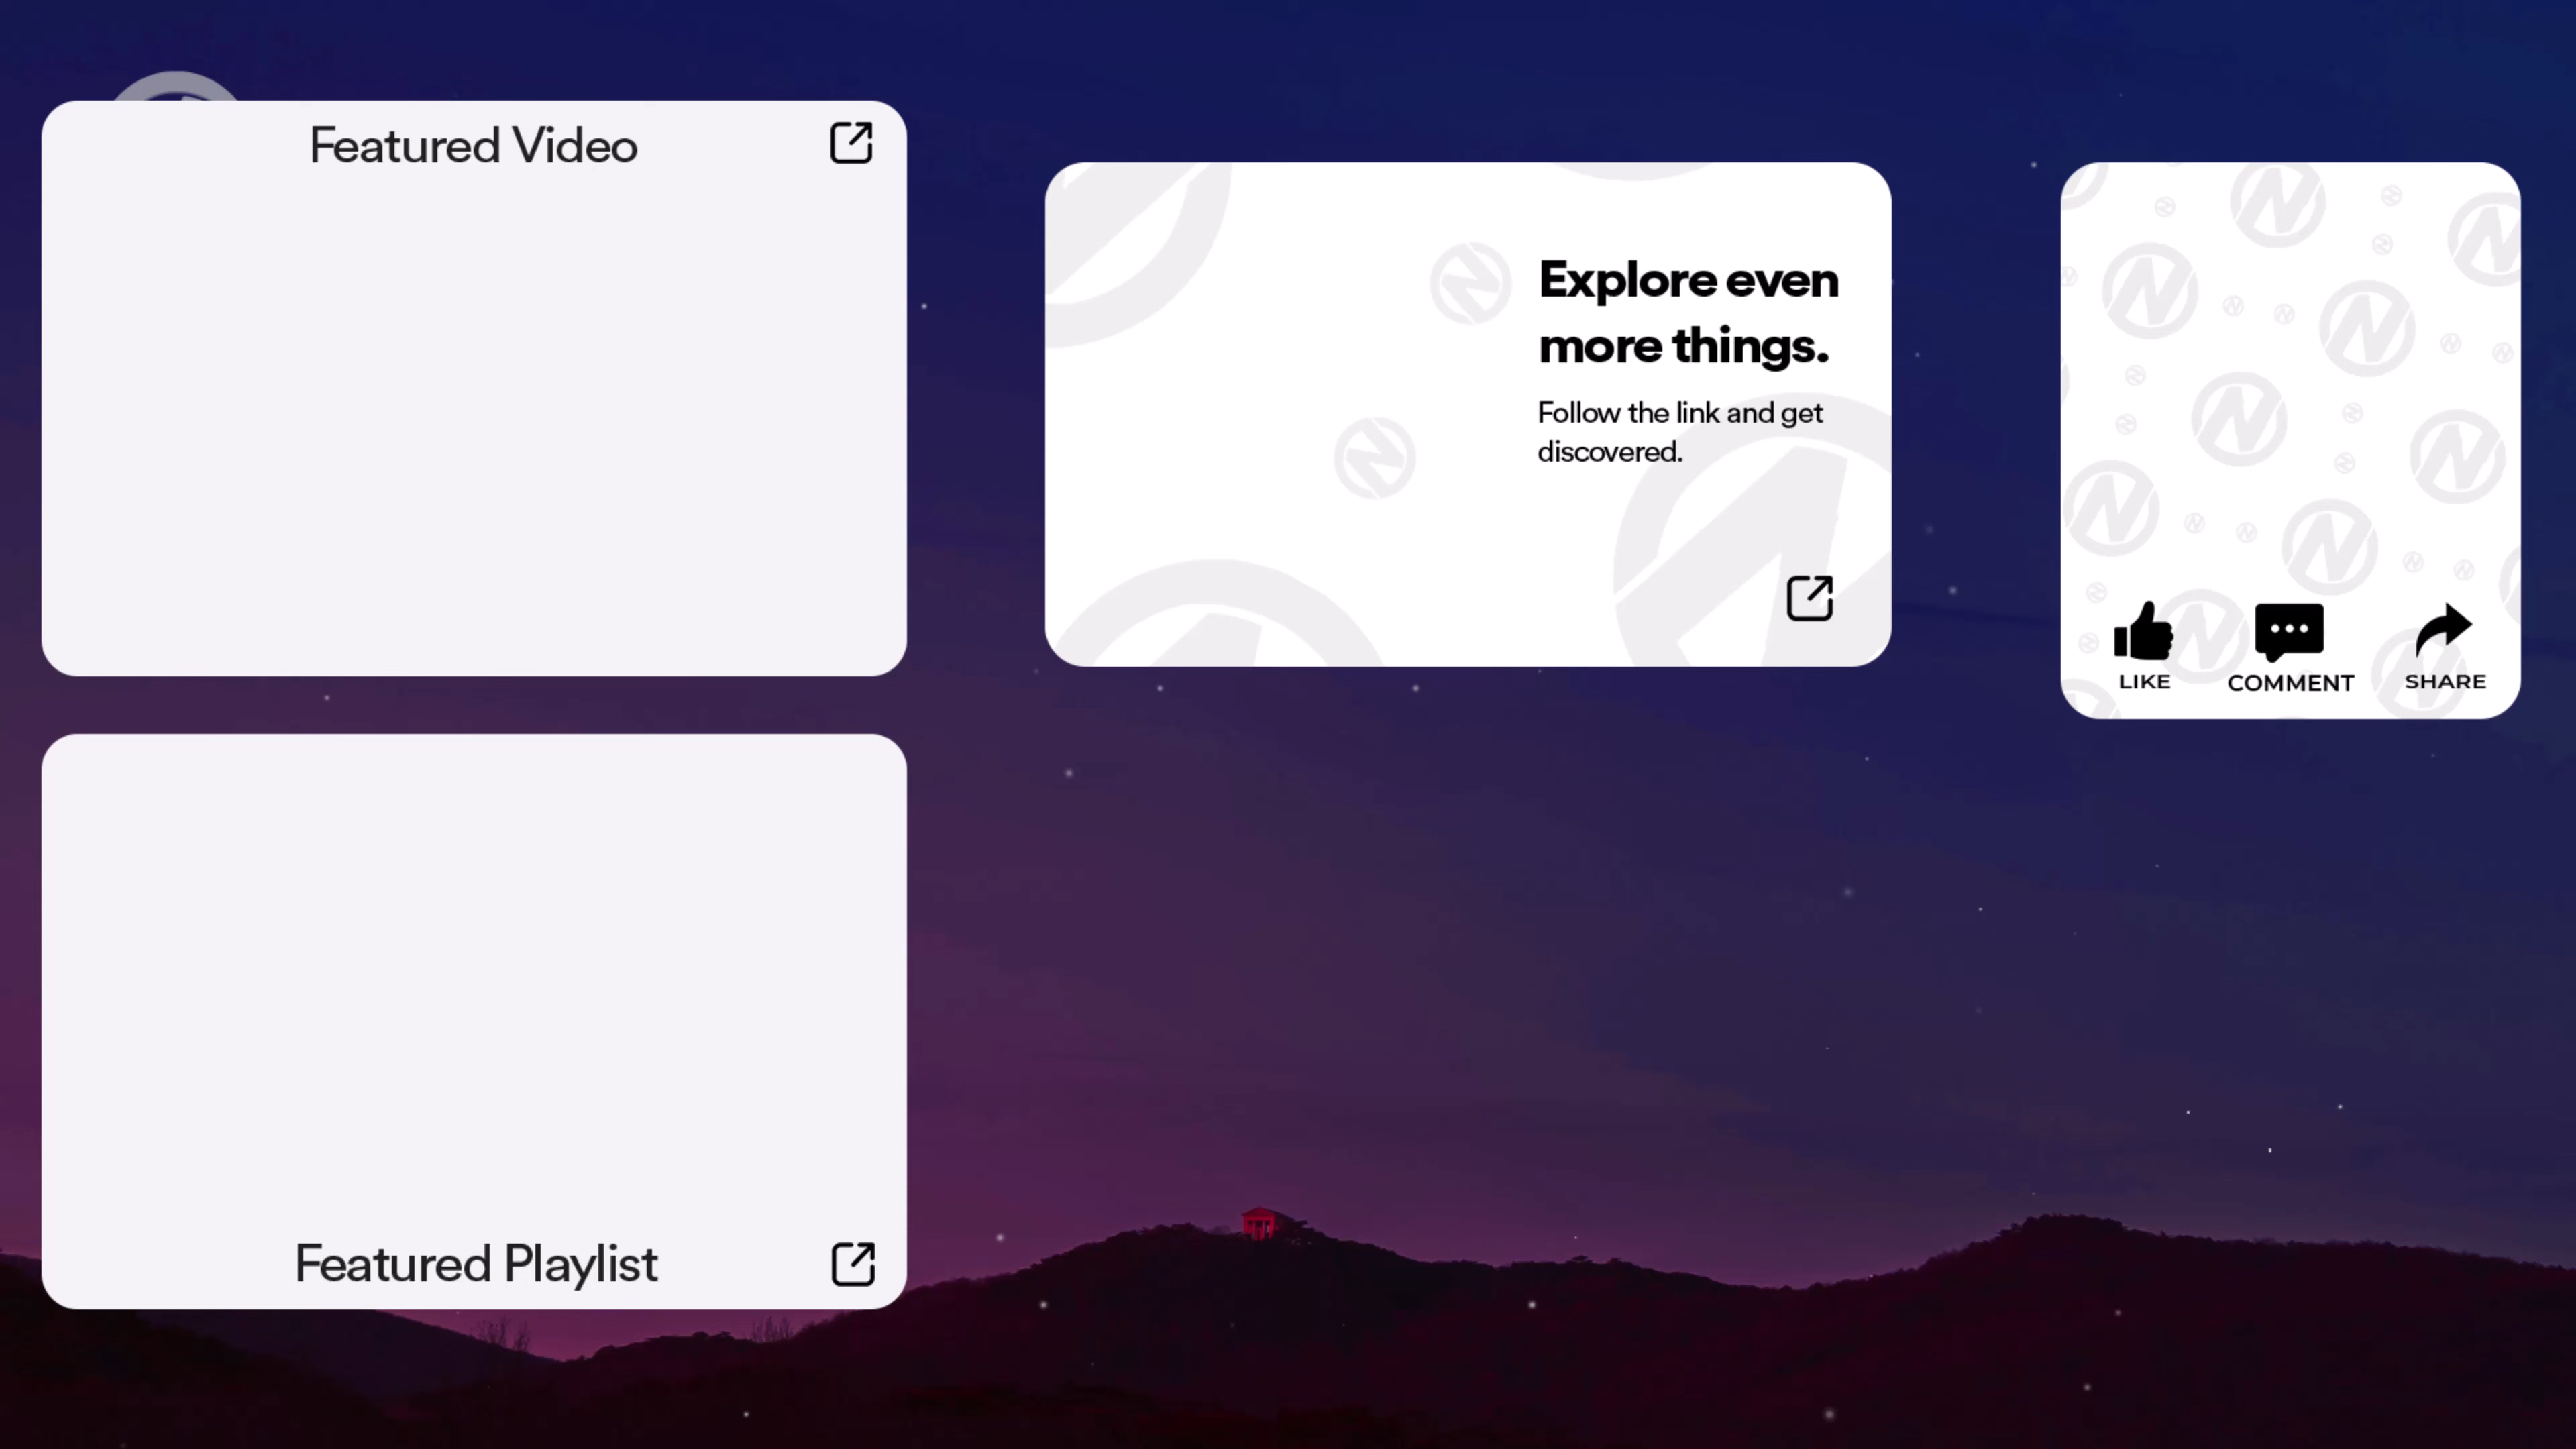 Featured Video
Explore even
more things.
Follow the link and get
discovered.
LIKE
COMMENT
SHARE
Featured Playlist